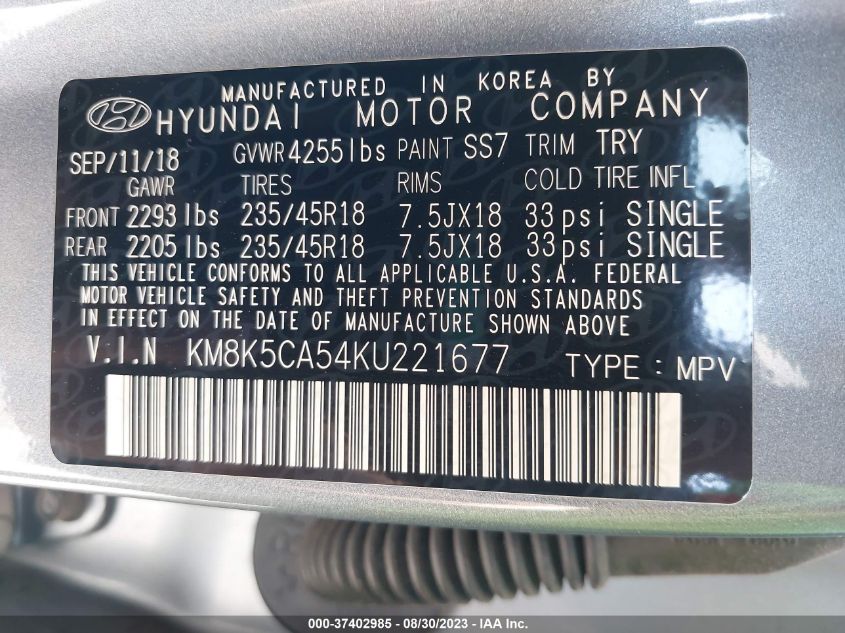 MANUFACTURED IN KOREA BY
HYUNDAI MOTOR COMPANY
SEP/11/18 GVWR 4255lbs PAINT SS7 TRIM TRY
GAWR TIRES RIMS COLD TIRE INFL
FRONT 2293 lbs 235/45R18 7.5JX18 33psi SINGLE
REAR 2205 lbs 235/45R18 7.5JX18 33psi SINGLE
THIS VEHICLE CONFORMS TO ALL APPLICABLE U.S.A. FEDERAL
MOTOR VEHICLE SAFETY AND THEFT PREVENTION STANDARDS
IN EFFECT ON THE DATE OF MANUFACTURE SHOWN ABOVE
V.I.N KM8K5CA54KU221677 TYPE : MPV
000-37402985 - 08/30/2023 - IAA Inc.